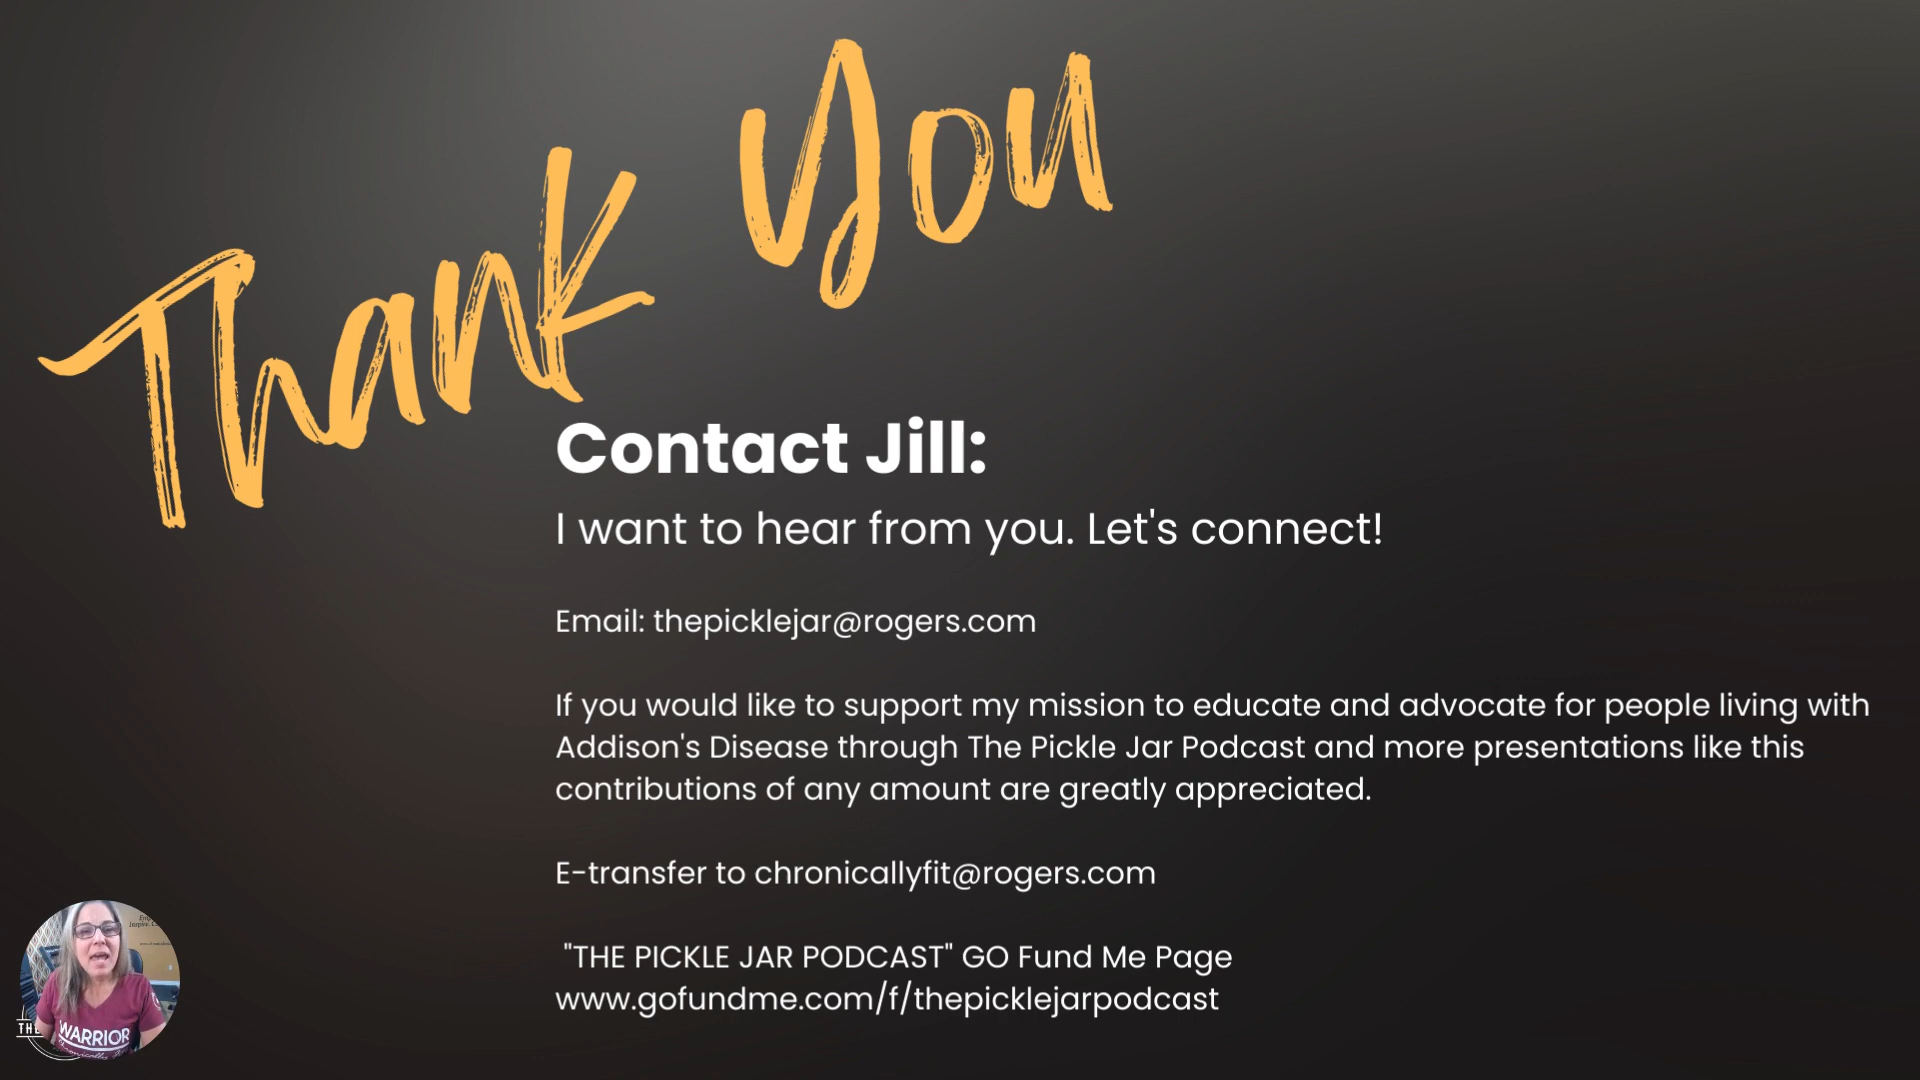 Thank You
Contact Jill:
I want to hear from you. Let's connect!
Email: thepicklejar@rogers.com
If you would like to support my mission to educate and advocate for people living with
Addison's Disease through The Pickle Jar Podcast and more presentations like this
contributions of any amount are greatly appreciated.
E-transfer to chronicallyfit@rogers.com
"THE PICKLE JAR PODCAST" GO Fund Me Page
www.gofundme.com/f/thepicklejarpodcast
THE
WARRIOR